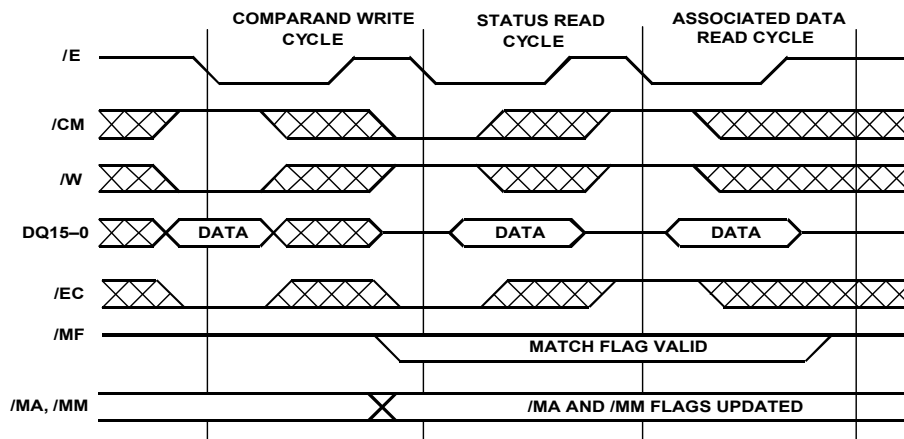 COMPARAND WRITE
CYCLE
STATUS READ
CYCLE
ASSOCIATED DATA
READ CYCLE
/E
/CM
/W
DQ15–0
DATA
DATA
DATA
/EC
/MF
MATCH FLAG VALID
/MA, /MM
/MA AND /MM FLAGS UPDATED